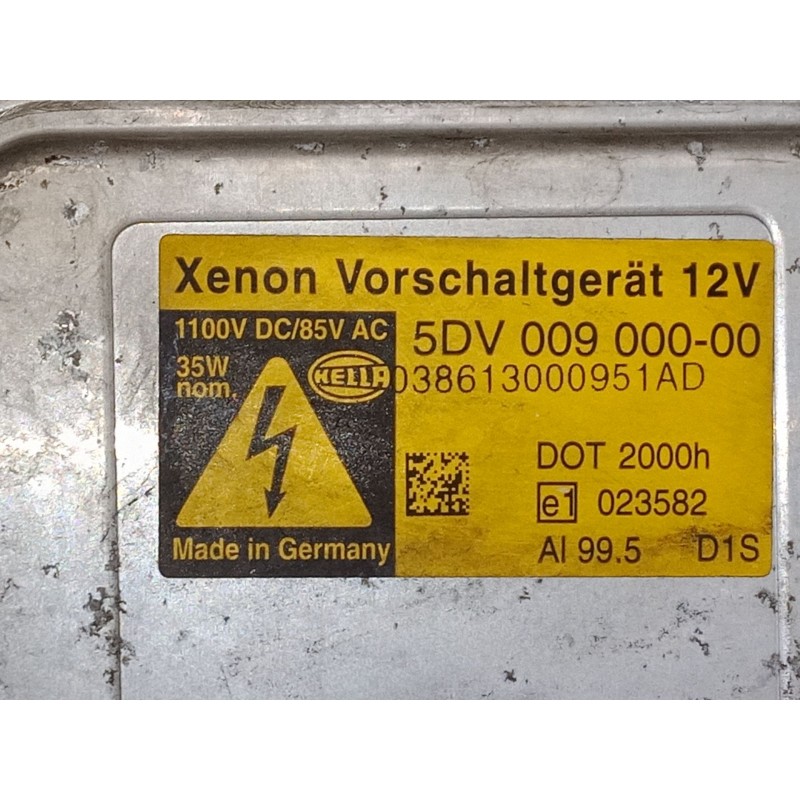 Xenon Vorschaltgerät 12V
1100V DC/85V AC
5DV 009 000-00
35W
nom.
HELLA
038613000951AD
DOT 2000h
e1 023582
Made in Germany
Al 99.5 D1S